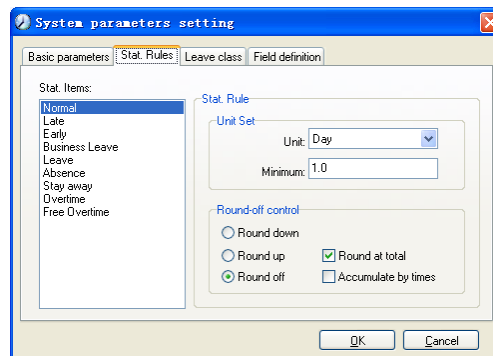 System parameters setting
Basic parameters Stat. Rules Leave class Field definition
Stat. Items:
Normal
Late
Early
Business Leave
Leave
Absence
Stay away
Overtime
Free Overtime
Stat. Rule
Unit Set
Unit: Day
Minimum: 1.0
Round-off control
Round down
Round up Round at total
Round off Accumulate by times
OK Cancel